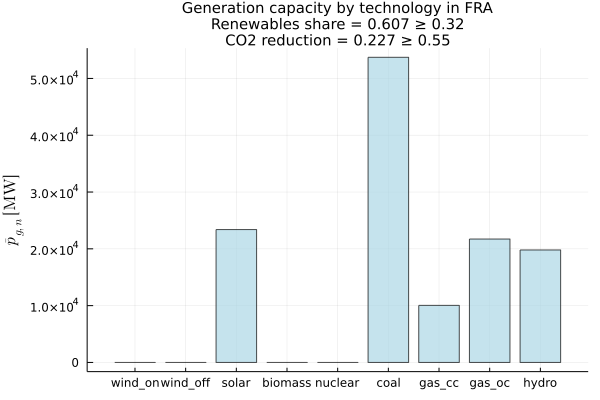 Generation capacity by technology in FRA
Renewables share = 0.607 ≥ 0.32
CO2 reduction = 0.227 ≥ 0.55
5.0×10⁴
4.0×10⁴
3.0×10⁴
2.0×10⁴
1.0×10⁴
0
p̄g,n [MW]
wind_on wind_off solar biomass nuclear coal gas_cc gas_oc hydro